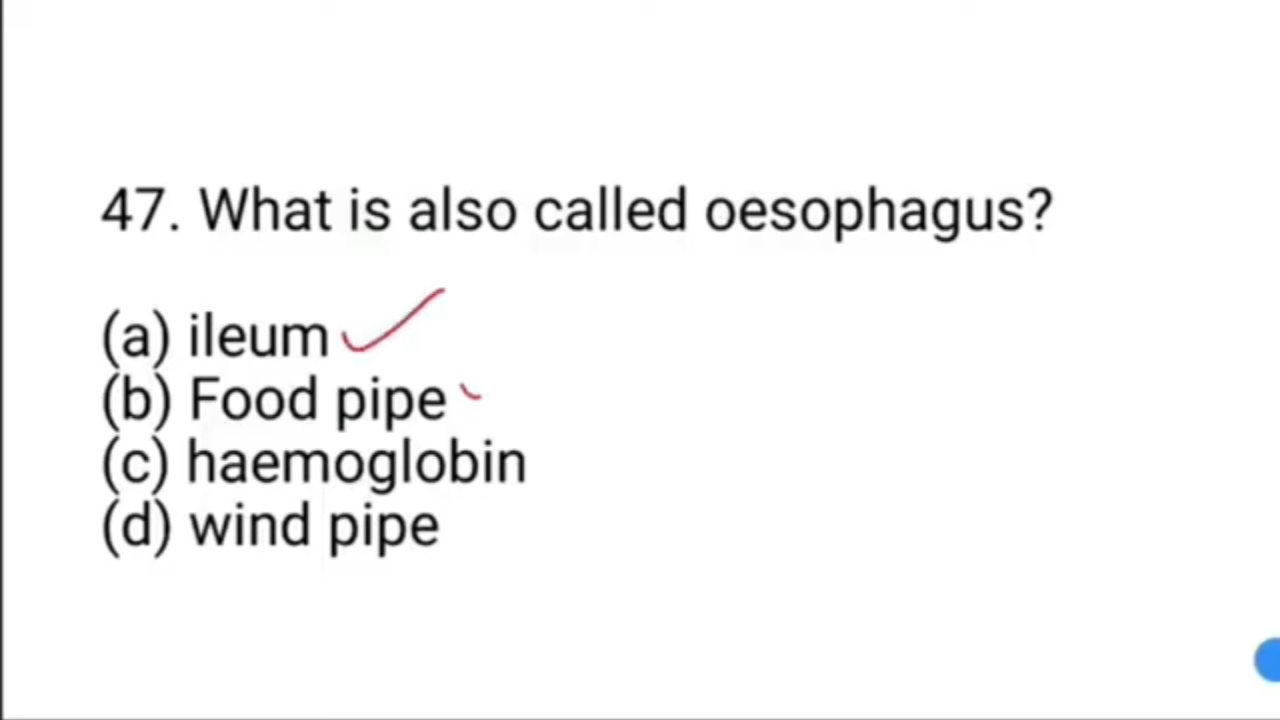 47. What is also called oesophagus?
(a) ileum
(b) Food pipe
(c) haemoglobin
(d) wind pipe